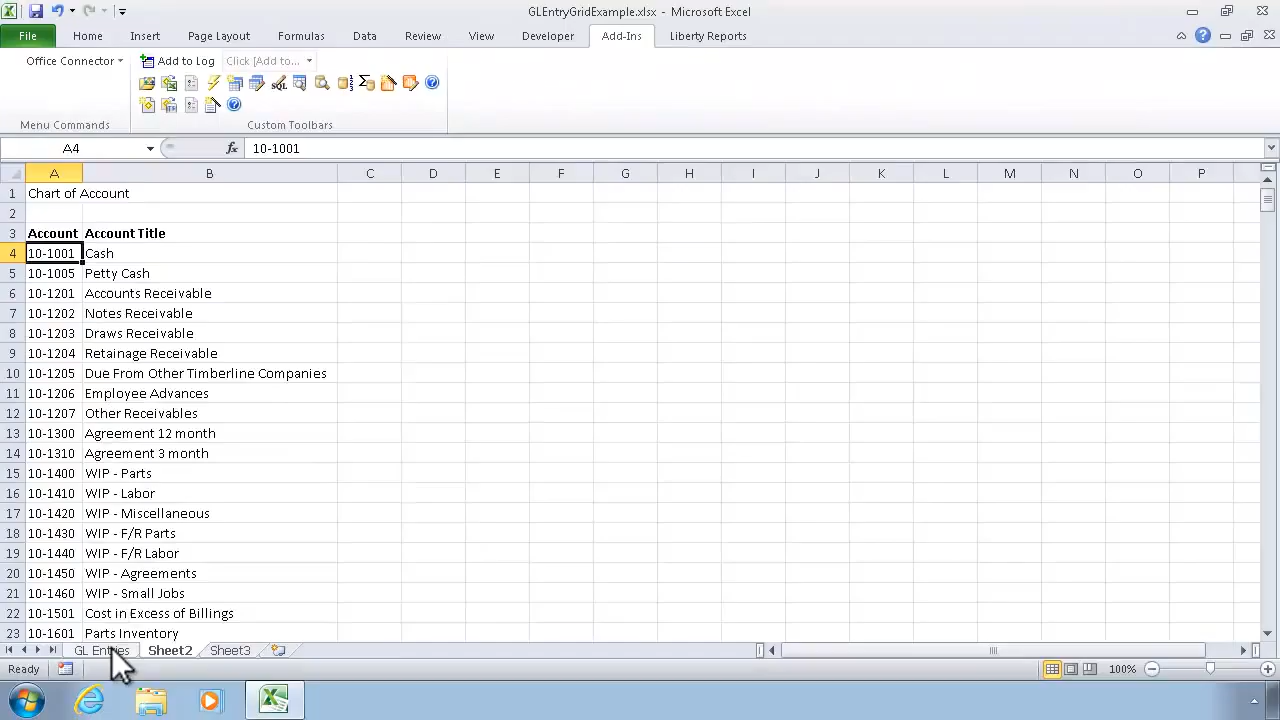 GLEntryGridExample.xlsx - Microsoft Excel
File Home Insert Page Layout Formulas Data Review View Developer Add-Ins Liberty Reports
Office Connector Add to Log Click [Add to...
SQL
Menu Commands Custom Toolbars
A4 fx 10-1001
A B C D E F G H I J K L M N O P
1 Chart of Account
2
3 Account Account Title
4 10-1001 Cash
5 10-1005 Petty Cash
6 10-1201 Accounts Receivable
7 10-1202 Notes Receivable
8 10-1203 Draws Receivable
9 10-1204 Retainage Receivable
10 10-1205 Due From Other Timberline Companies
11 10-1206 Employee Advances
12 10-1207 Other Receivables
13 10-1300 Agreement 12 month
14 10-1310 Agreement 3 month
15 10-1400 WIP - Parts
16 10-1410 WIP - Labor
17 10-1420 WIP - Miscellaneous
18 10-1430 WIP - F/R Parts
19 10-1440 WIP - F/R Labor
20 10-1450 WIP - Agreements
21 10-1460 WIP - Small Jobs
22 10-1501 Cost in Excess of Billings
23 10-1601 Parts Inventory
GL Entries Sheet2 Sheet3
Ready 100%